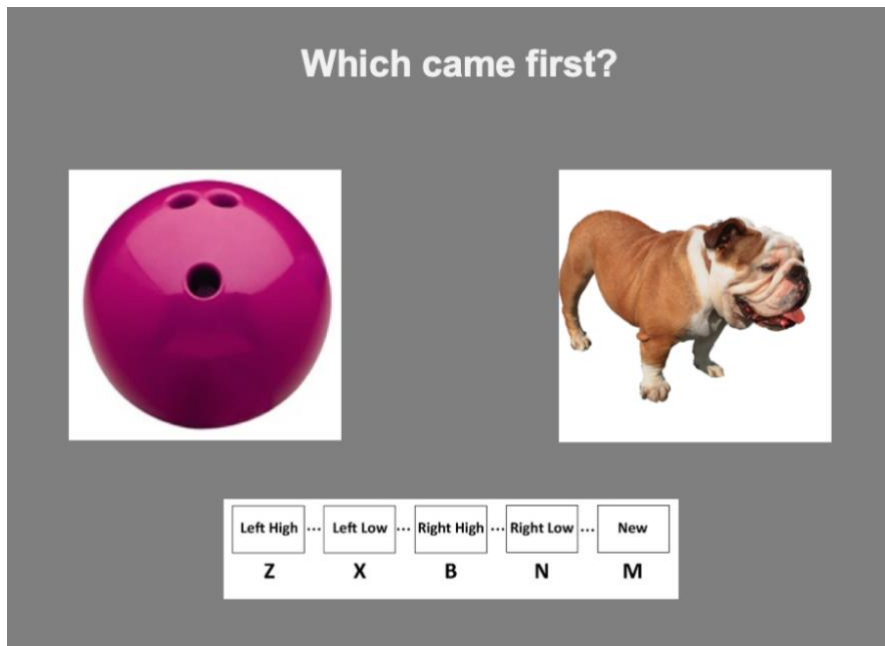 Which came first?
Left High ... Left Low ... Right High ... Right Low ... New
Z X B N M